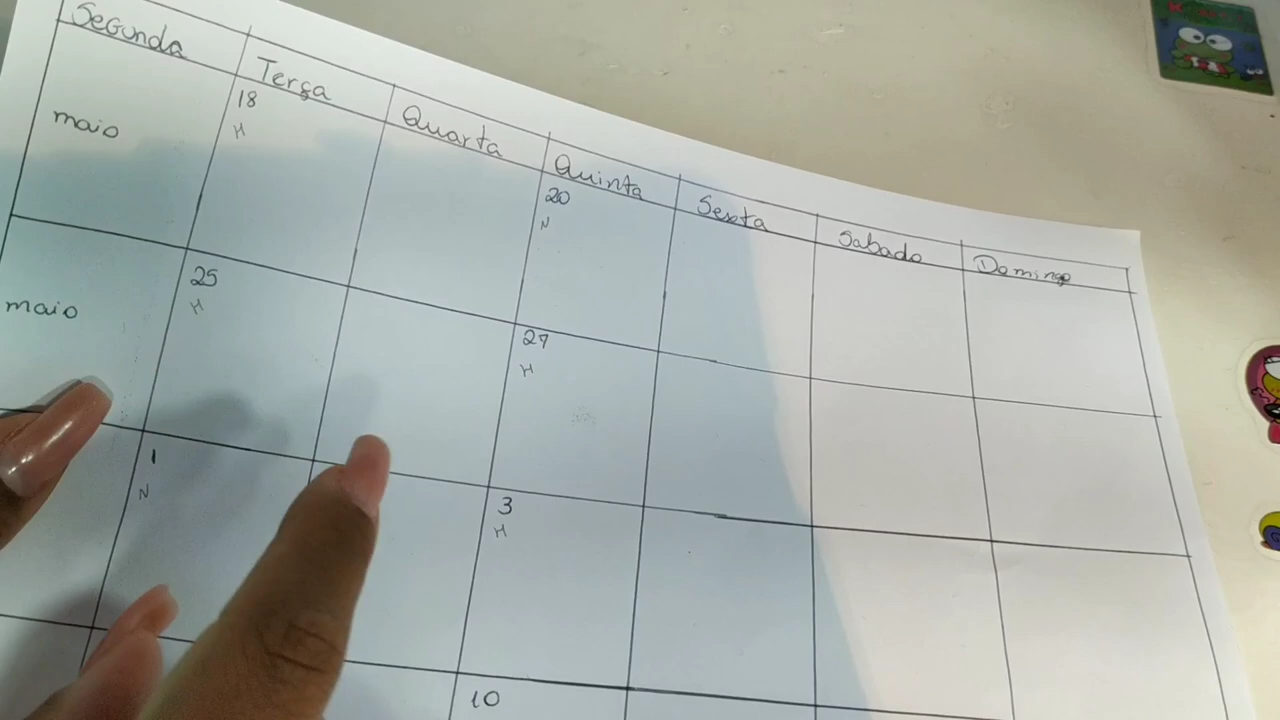 Segunda
Terça
Quarta
Quinta
Sexta
Sabado
Domingo
maio
18
H
20
N
maio
25
H
27
H
1
N
3
H
10